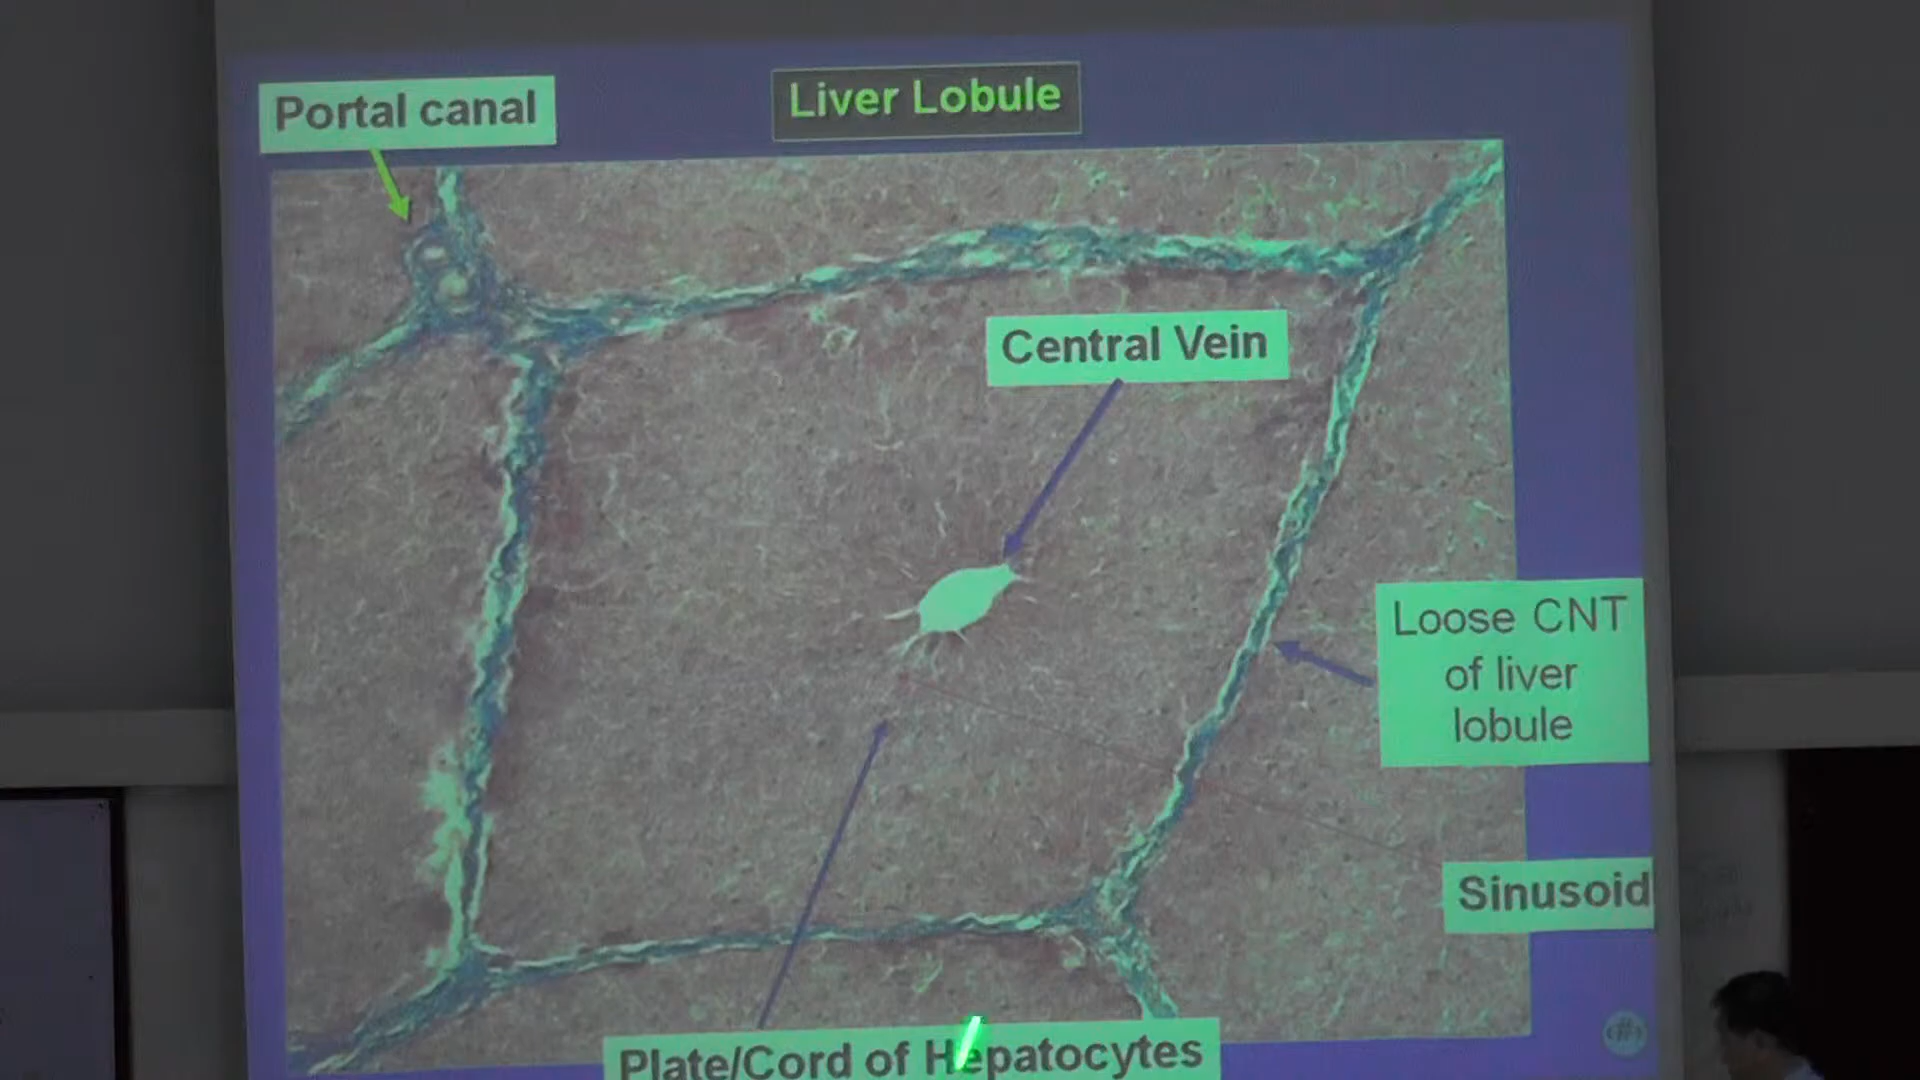 Portal canal
Liver Lobule
Central Vein
Loose CNT
of liver
lobule
Sinusoid
Plate/Cord of Hepatocytes